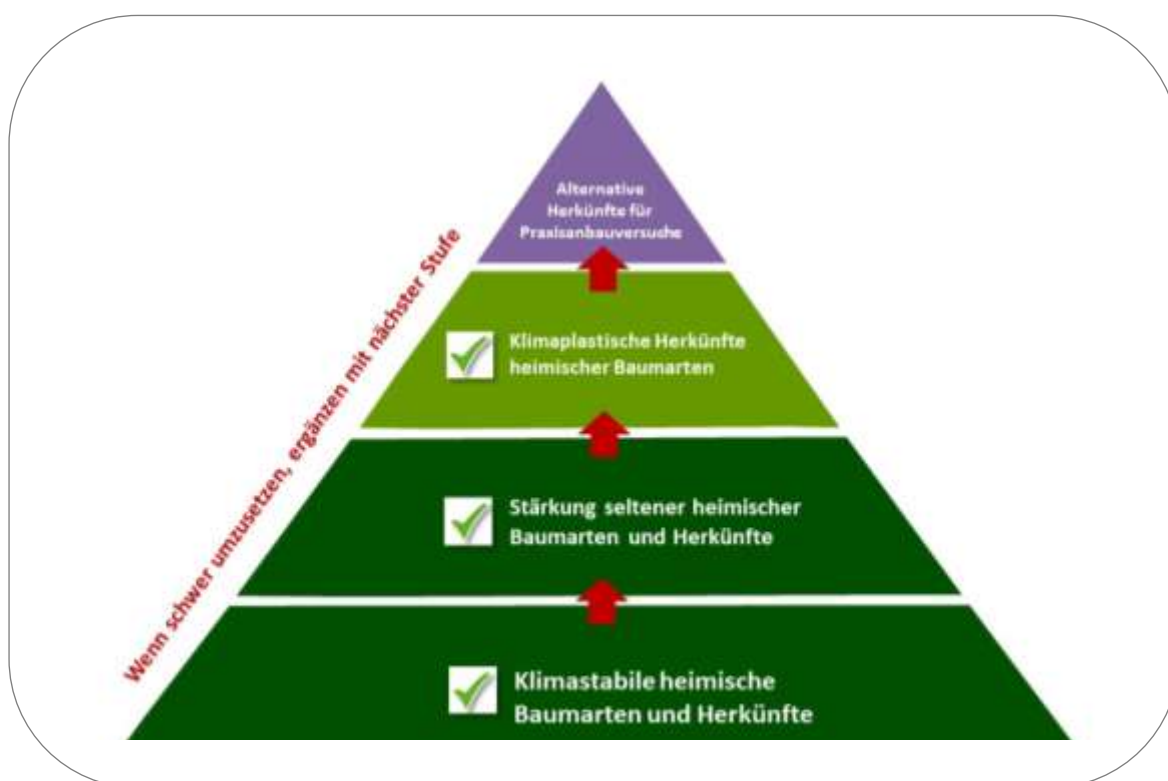 Alternative
Herkünfte für
Praxisanbauversuche
Wenn schwer umzusetzen, ergänzen mit nächster Stufe
Klimaplastische Herkünfte
heimischer Baumarten
Stärkung seltener heimischer
Baumarten und Herkünfte
Klimastabile heimische
Baumarten und Herkünfte